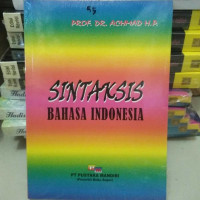 PROF. DR. ACHMAD H.P
SINTAKSIS
BAHASA INDONESIA
PT PUSTAKA MANDIRI